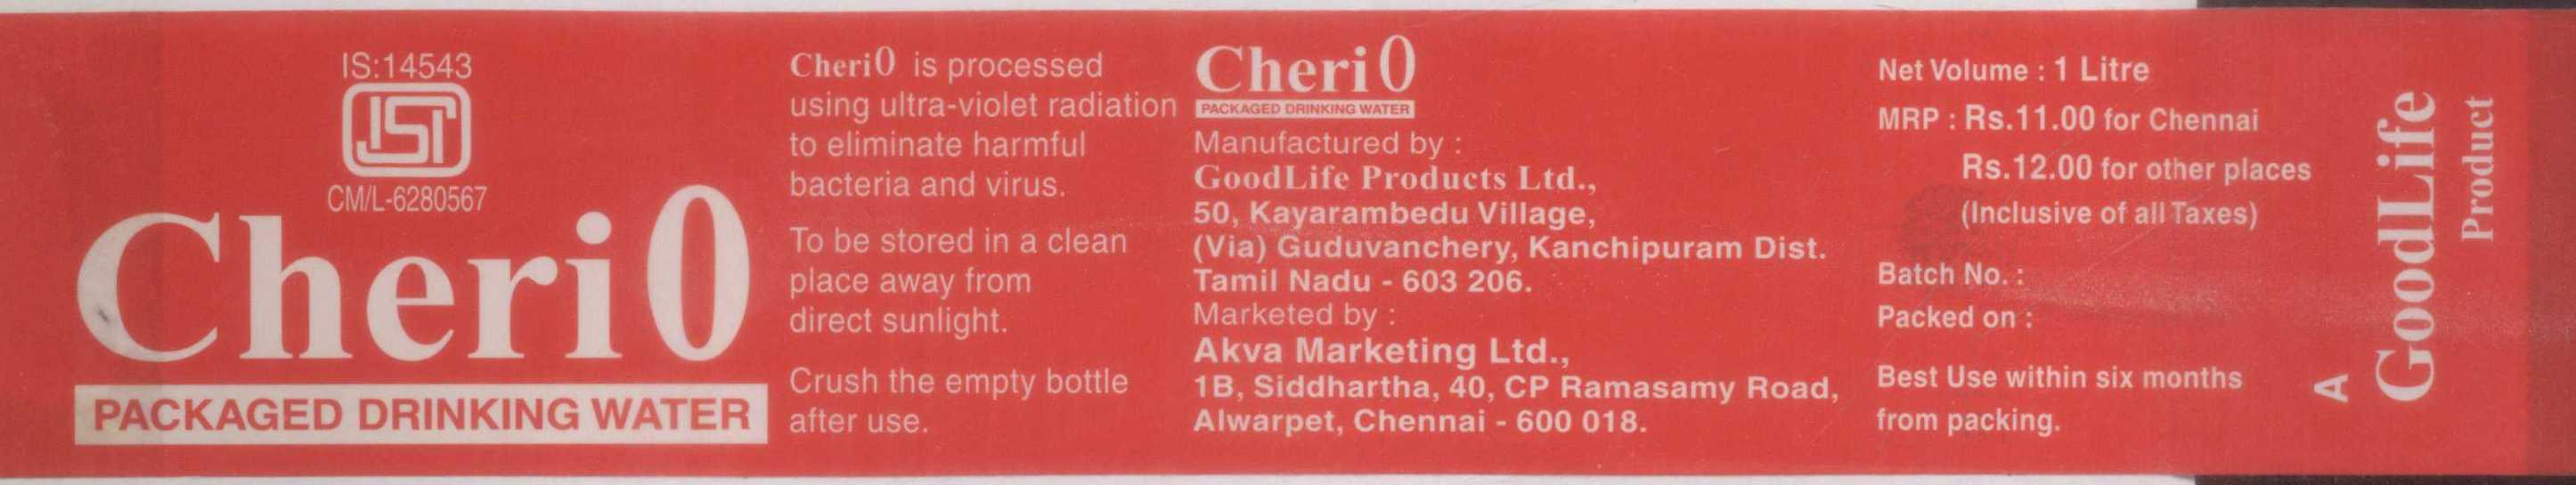 IS:14543
ISI
CM/L-6280567
Cheri0
PACKAGED DRINKING WATER
Cheri0 is processed
using ultra-violet radiation
to eliminate harmful
bacteria and virus.
To be stored in a clean
place away from
direct sunlight.
Crush the empty bottle
after use.
Cheri0
PACKAGED DRINKING WATER
Manufactured by :
GoodLife Products Ltd.,
50, Kayarambedu Village,
(Via) Guduvanchery, Kanchipuram Dist.
Tamil Nadu - 603 206.
Marketed by :
Akva Marketing Ltd.,
1B, Siddhartha, 40, CP Ramasamy Road,
Alwarpet, Chennai - 600 018.
Net Volume : 1 Litre
MRP : Rs.11.00 for Chennai
Rs.12.00 for other places
(Inclusive of all Taxes)
Batch No. :
Packed on :
Best Use within six months
from packing.
A
GoodLife
Product